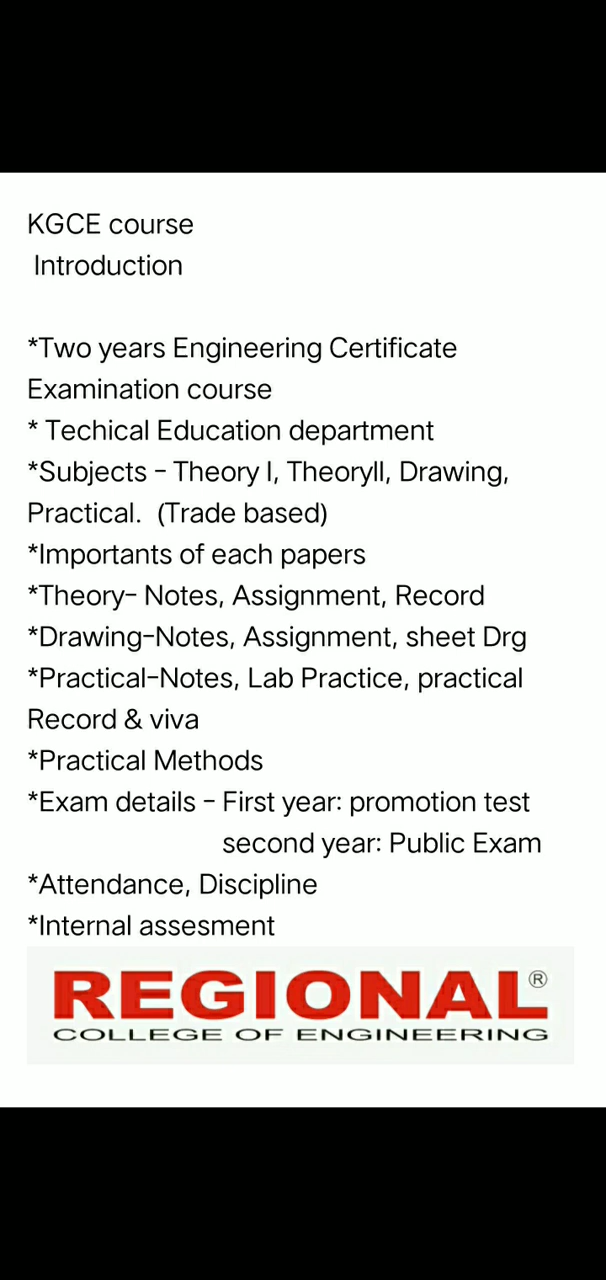 KGCE course
Introduction
*Two years Engineering Certificate
Examination course
* Techical Education department
*Subjects - Theory I, TheoryII, Drawing,
Practical. (Trade based)
*Importants of each papers
*Theory- Notes, Assignment, Record
*Drawing-Notes, Assignment, sheet Drg
*Practical-Notes, Lab Practice, practical
Record & viva
*Practical Methods
*Exam details - First year: promotion test
second year: Public Exam
*Attendance, Discipline
*Internal assesment
REGIONAL®
COLLEGE OF ENGINEERING